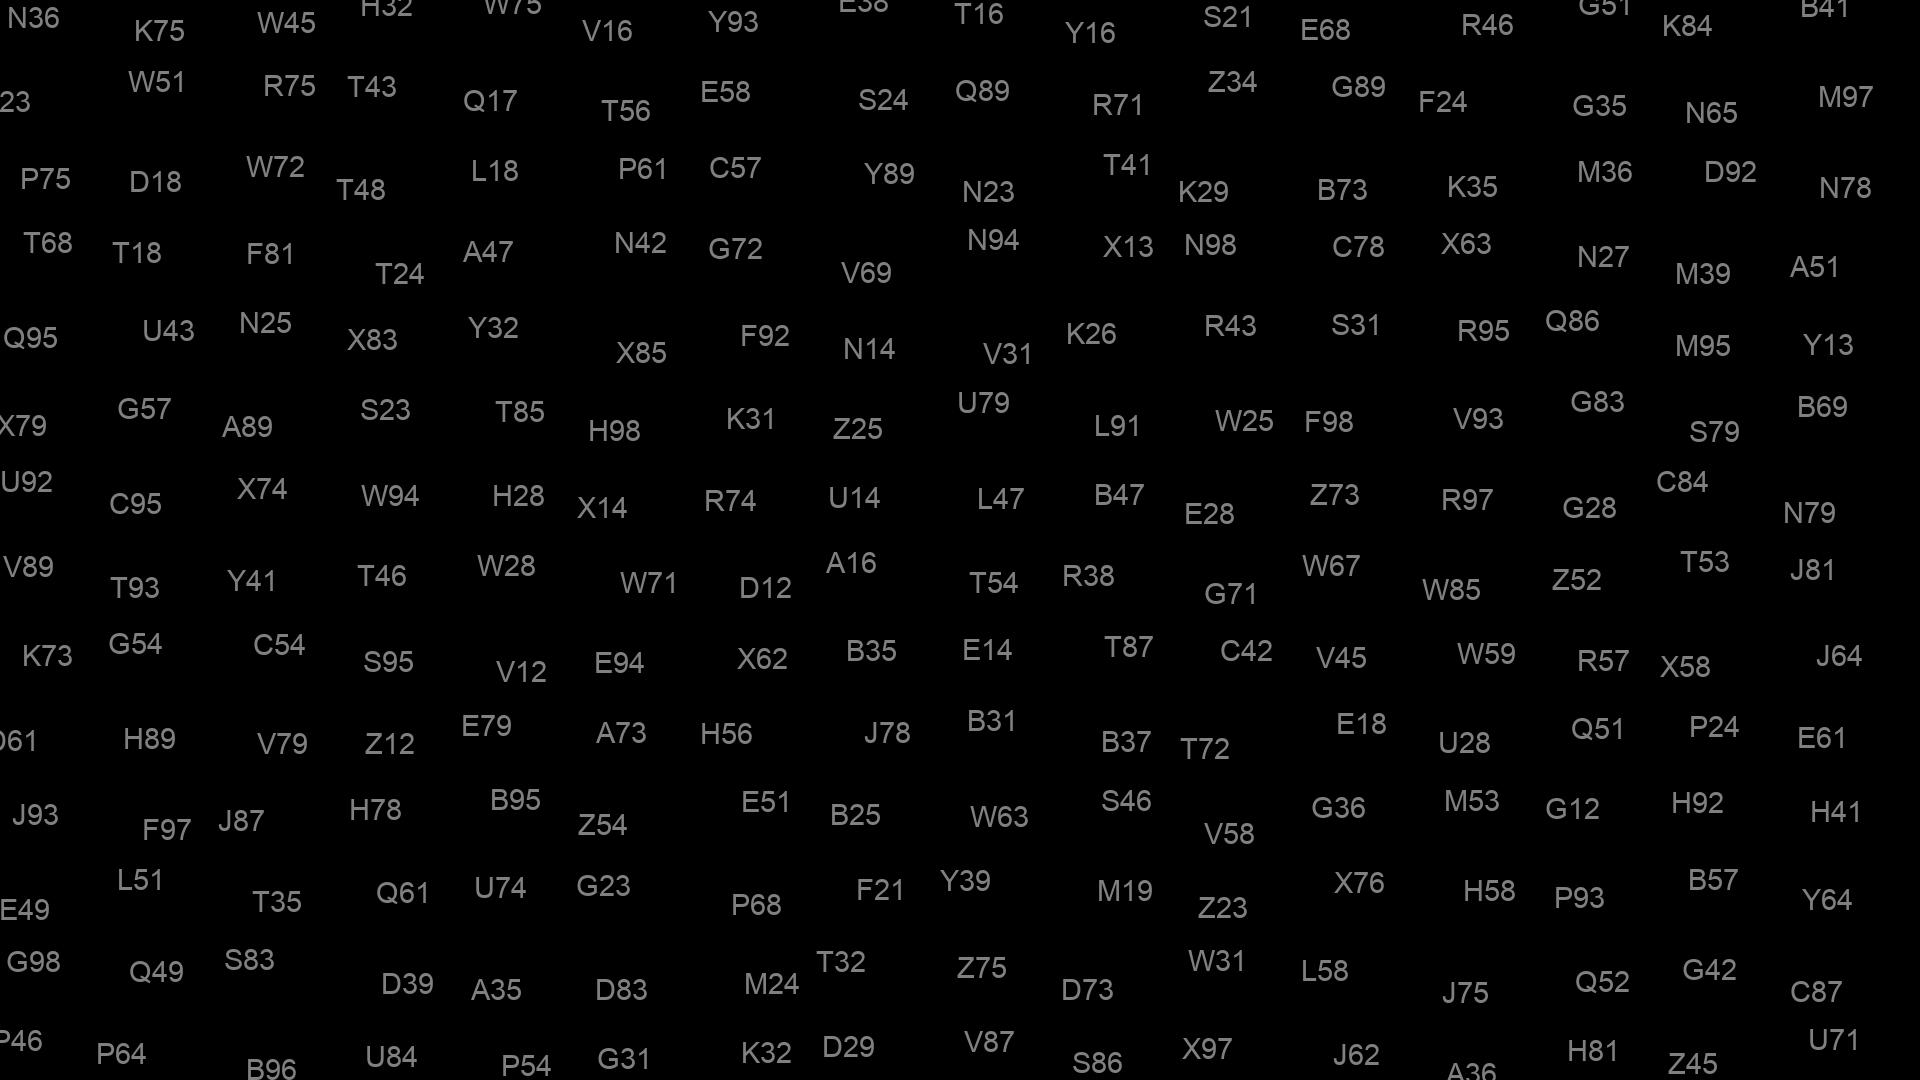 N36 K75 W45 H32 W75 V16 Y93 E38 T16 Y16 S21 E68 R46 G51 K84 B41
23 W51 R75 T43 Q17 T56 E58 S24 Q89 R71 Z34 G89 F24 G35 N65 M97
P75 D18 W72 T48 L18 P61 C57 Y89 N23 T41 K29 B73 K35 M36 D92 N78
T68 T18 F81 T24 A47 N42 G72 V69 N94 X13 N98 C78 X63 N27 M39 A51
Q95 U43 N25 X83 Y32 X85 F92 N14 V31 K26 R43 S31 R95 Q86 M95 Y13
X79 G57 A89 S23 T85 H98 K31 Z25 U79 L91 W25 F98 V93 G83 S79 B69
U92 C95 X74 W94 H28 X14 R74 U14 L47 B47 E28 Z73 R97 G28 C84 N79
V89 T93 Y41 T46 W28 W71 D12 A16 T54 R38 G71 W67 W85 Z52 T53 J81
K73 G54 C54 S95 V12 E94 X62 B35 E14 T87 C42 V45 W59 R57 X58 J64
61 H89 V79 Z12 E79 A73 H56 J78 B31 B37 T72 E18 U28 Q51 P24 E61
J93 F97 J87 H78 B95 Z54 E51 B25 W63 S46 V58 G36 M53 G12 H92 H41
E49 L51 T35 Q61 U74 G23 P68 F21 Y39 M19 Z23 X76 H58 P93 B57 Y64
G98 Q49 S83 D39 A35 D83 M24 T32 Z75 D73 W31 L58 J75 Q52 G42 C87
P46 P64 B96 U84 P54 G31 K32 D29 V87 S86 X97 J62 A36 H81 Z45 U71